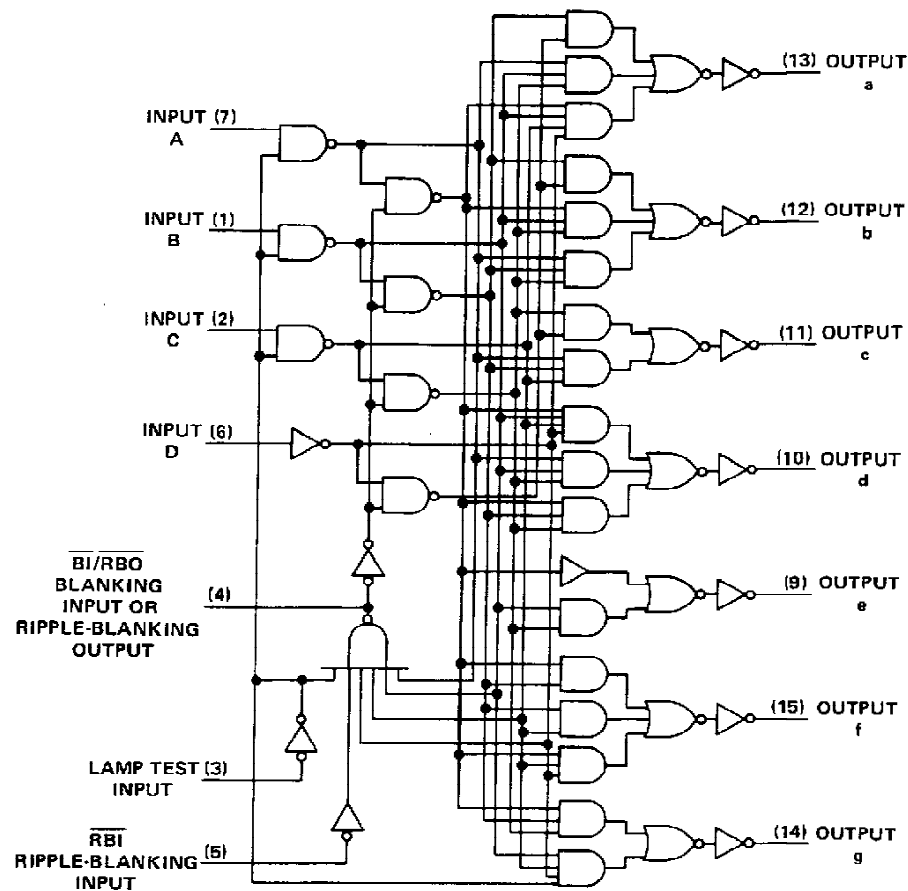 INPUT (7)
A
INPUT (1)
B
INPUT (2)
C
INPUT (6)
D
BI/RBO
BLANKING (4)
INPUT OR
RIPPLE-BLANKING
OUTPUT
LAMP TEST (3)
INPUT
RBI
RIPPLE-BLANKING (5)
INPUT
(13) OUTPUT
a
(12) OUTPUT
b
(11) OUTPUT
c
(10) OUTPUT
d
(9) OUTPUT
e
(15) OUTPUT
f
(14) OUTPUT
g